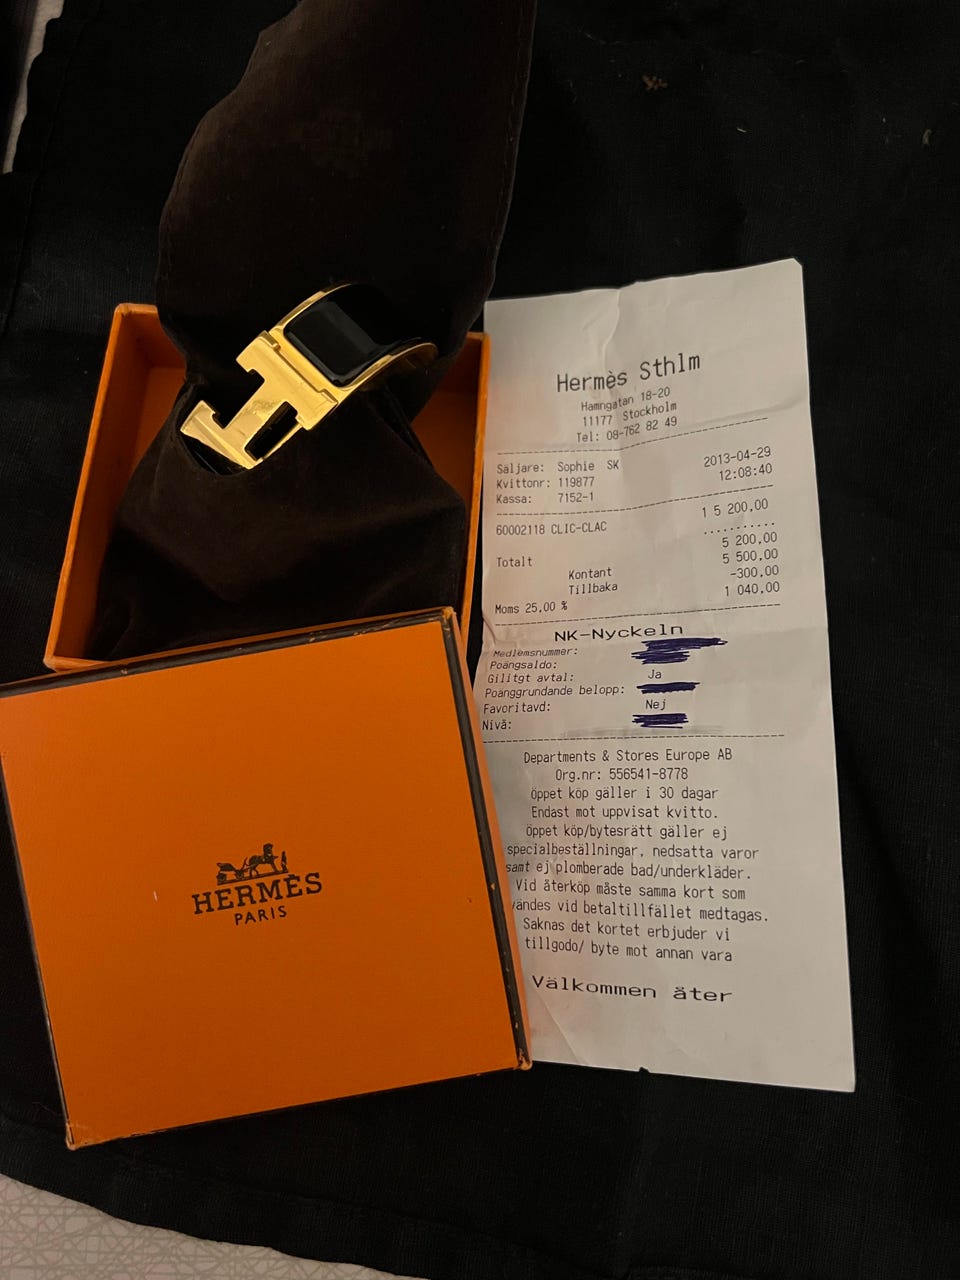 Hermès Sthlm
Hamngatan 18-20
11177 Stockholm
Tel: 08-762 82 49
Säljare: Sophie SK 2013-04-29
Kvittonr: 119877 12:08:40
Kassa: 7152-1
1 5 200,00
60002118 CLIC-CLAC
5 200,00
Totalt 5 500,00
Kontant -300,00
Tillbaka 1 040,00
Moms 25,00 %
NK-Nyckeln
Medlemsnummer:
Poängsaldo:
Gilitgt avtal: Ja
Poänggrundande belopp:
Favoritavd: Nej
Nivå:
Departments & Stores Europe AB
Org.nr: 556541-8778
öppet köp gäller i 30 dagar
Endast mot uppvisat kvitto.
öppet köp/bytesrätt gäller ej
specialbeställningar, nedsatta varor
samt ej plomberade bad/underkläder.
Vid återköp måste samma kort som
vändes vid betaltillfället medtagas.
Saknas det kortet erbjuder vi
tillgodo/ byte mot annan vara
Välkommen äter
HERMÈS
PARIS